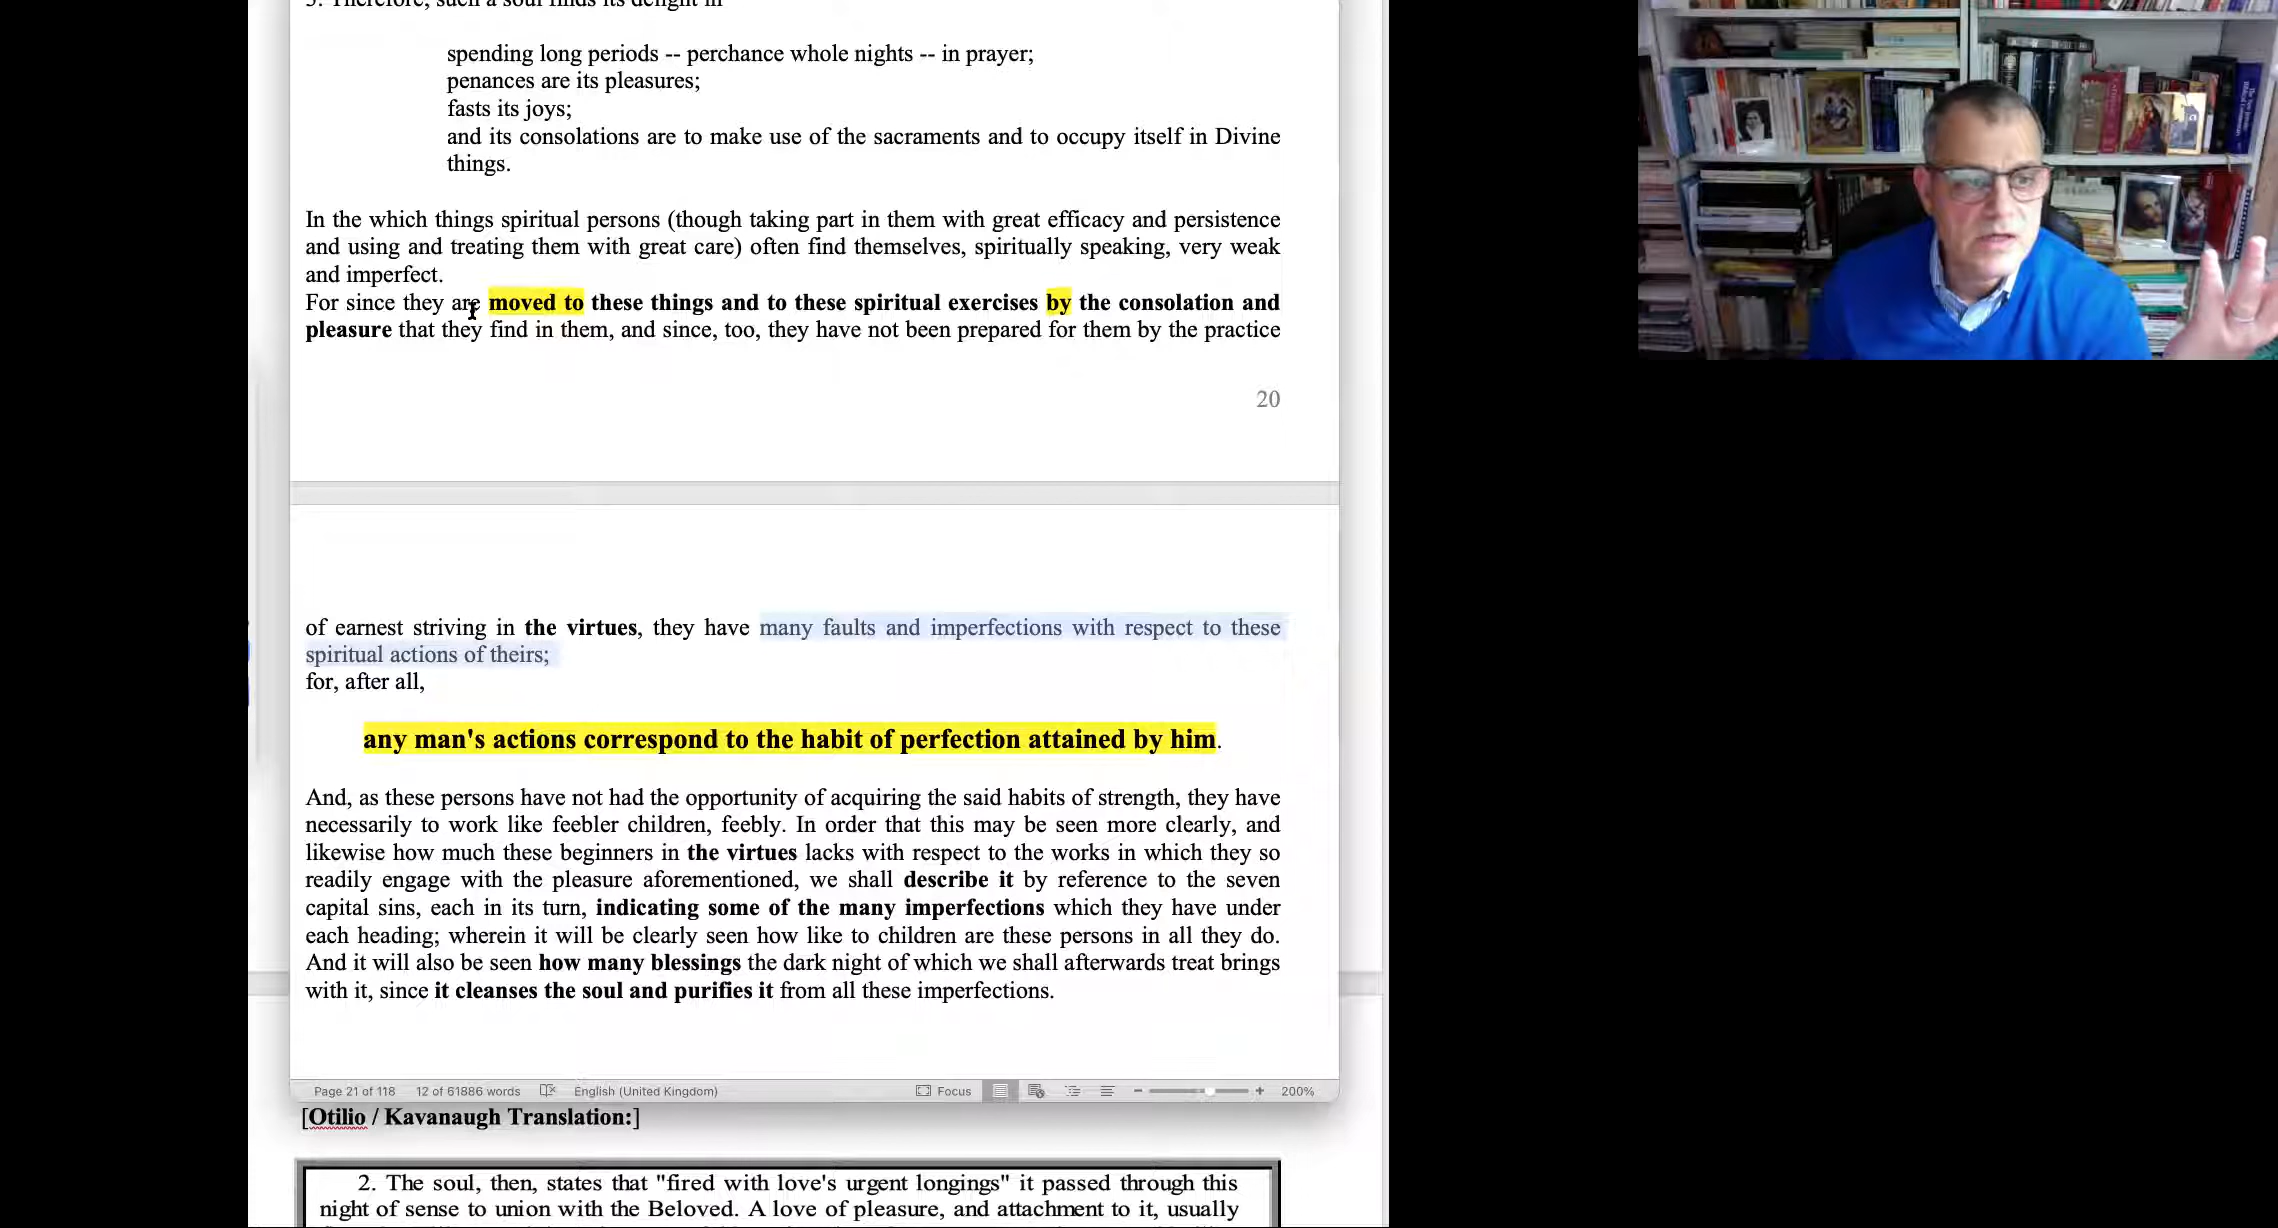 3. Therefore, such a soul finds its delight in
spending long periods -- perchance whole nights -- in prayer;
penances are its pleasures;
fasts its joys;
and its consolations are to make use of the sacraments and to occupy itself in Divine
things.
In the which things spiritual persons (though taking part in them with great efficacy and persistence
and using and treating them with great care) often find themselves, spiritually speaking, very weak
and imperfect.
For since they are moved to these things and to these spiritual exercises by the consolation and
pleasure that they find in them, and since, too, they have not been prepared for them by the practice
20
of earnest striving in the virtues, they have many faults and imperfections with respect to these
spiritual actions of theirs;
for, after all,
any man's actions correspond to the habit of perfection attained by him.
And, as these persons have not had the opportunity of acquiring the said habits of strength, they have
necessarily to work like feebler children, feebly. In order that this may be seen more clearly, and
likewise how much these beginners in the virtues lacks with respect to the works in which they so
readily engage with the pleasure aforementioned, we shall describe it by reference to the seven
capital sins, each in its turn, indicating some of the many imperfections which they have under
each heading; wherein it will be clearly seen how like to children are these persons in all they do.
And it will also be seen how many blessings the dark night of which we shall afterwards treat brings
with it, since it cleanses the soul and purifies it from all these imperfections.
Page 21 of 118 12 of 61886 words English (United Kingdom) Focus 200%
[Otilio / Kavanaugh Translation:]
2. The soul, then, states that "fired with love's urgent longings" it passed through this
night of sense to union with the Beloved. A love of pleasure, and attachment to it, usually